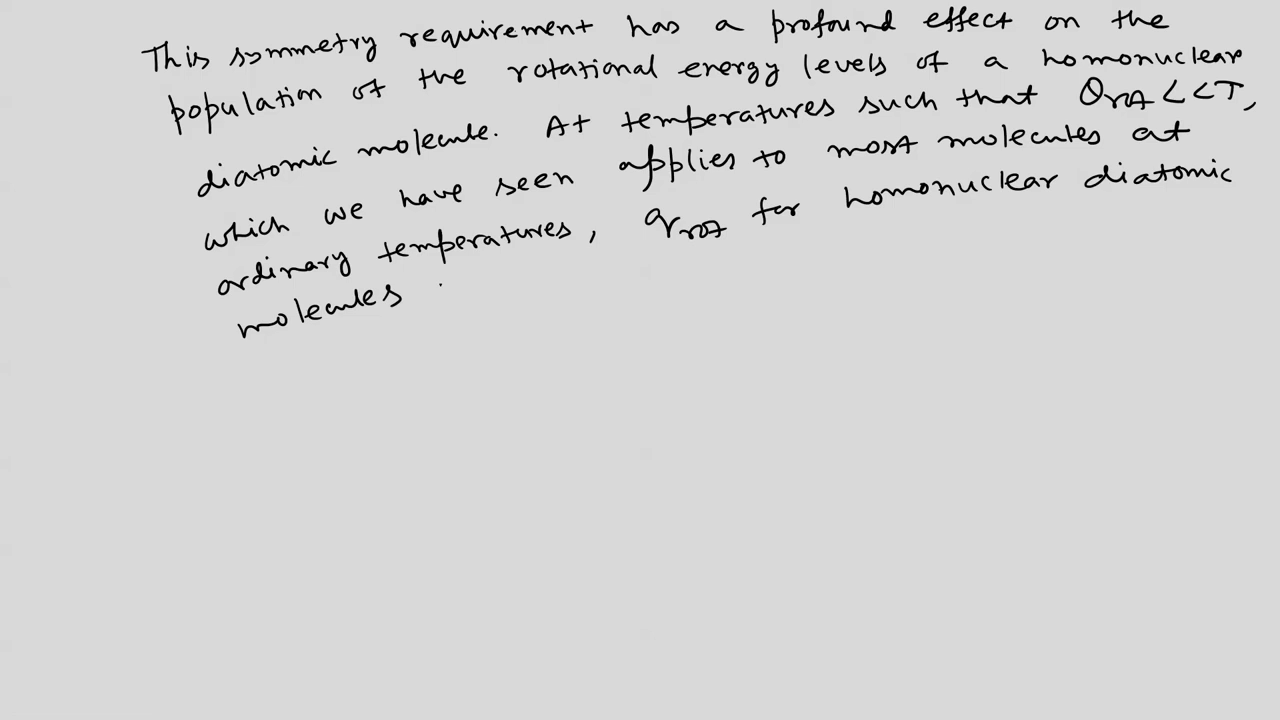 This symmetry requirement has a profound effect on the
population of the rotational energy levels of a homonuclear
diatomic molecule. At temperatures such that Θrot << T,
which we have seen applies to most molecules at
ordinary temperatures, qrot for homonuclear diatomic
molecules